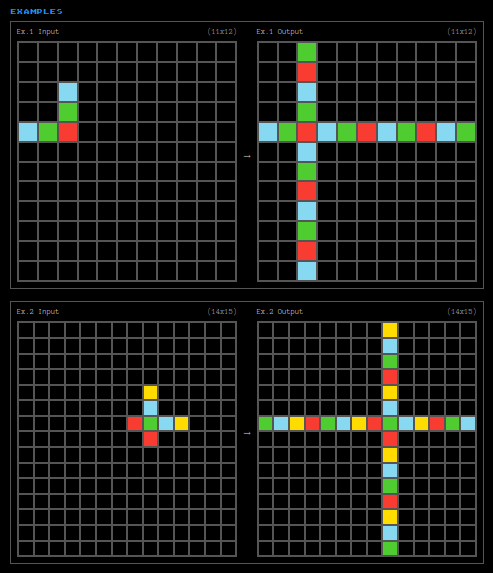 EXAMPLES
Ex.1 Input (11x12) Ex.1 Output (11x12)
→
Ex.2 Input (14x15) Ex.2 Output (14x15)
→